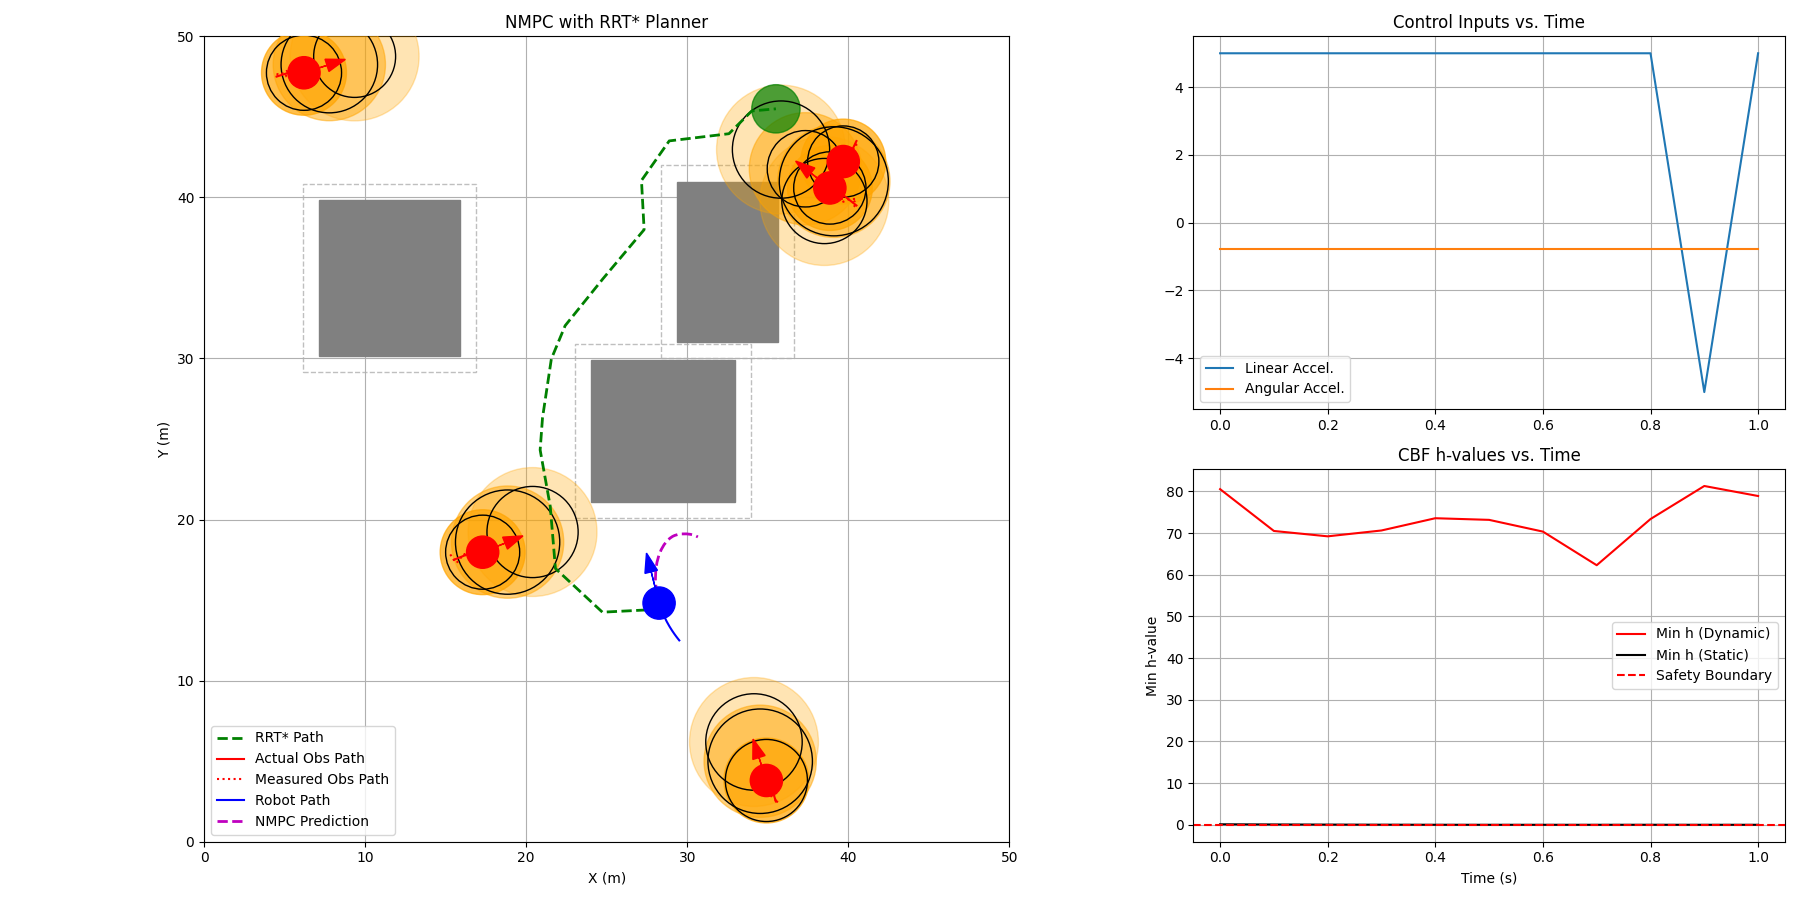 NMPC with RRT* Planner
50
40
30
20
10
0
Y (m)
0 10 20 30 40 50
X (m)
RRT* Path
Actual Obs Path
Measured Obs Path
Robot Path
NMPC Prediction
Control Inputs vs. Time
4
2
0
−2
−4
Linear Accel.
Angular Accel.
0.0 0.2 0.4 0.6 0.8 1.0
CBF h-values vs. Time
80
70
60
50
40
30
20
10
0
Min h-value
Min h (Dynamic)
Min h (Static)
Safety Boundary
0.0 0.2 0.4 0.6 0.8 1.0
Time (s)